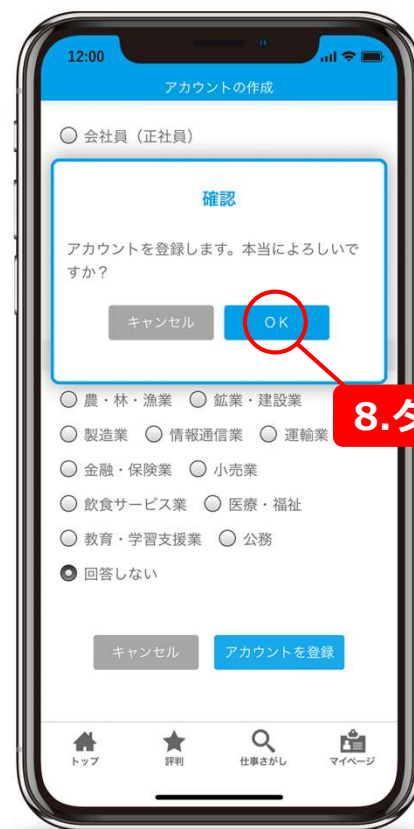 12:00
アカウントの作成
会社員（正社員）
確認
アカウントを登録します。本当によろしいで
すか？
キャンセル OK
農・林・漁業 鉱業・建設業
8.タ
製造業 情報通信業 運輸業
金融・保険業 小売業
飲食サービス業 医療・福祉
教育・学習支援業 公務
回答しない
キャンセル アカウントを登録
トップ 評判 仕事さがし マイページ